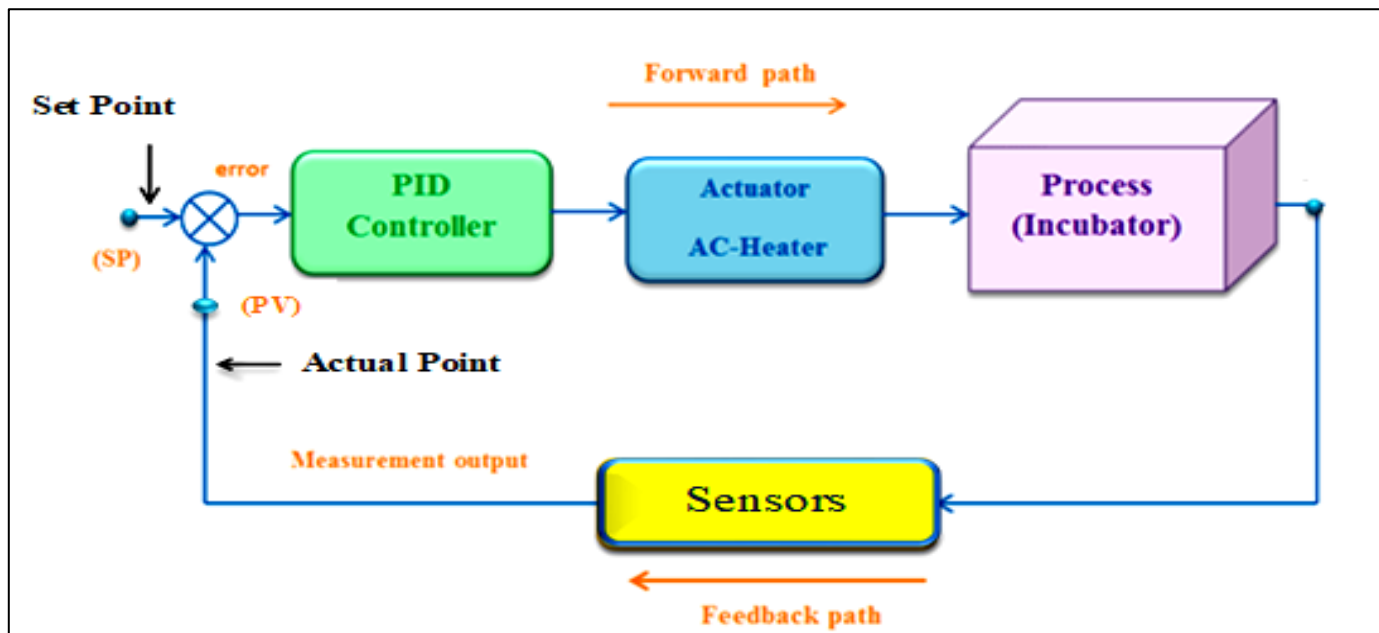 Forward path
Set Point
error
PID
Controller
Actuator
AC-Heater
Process
(Incubator)
(SP)
(PV)
Actual Point
Measurement output
Sensors
Feedback path